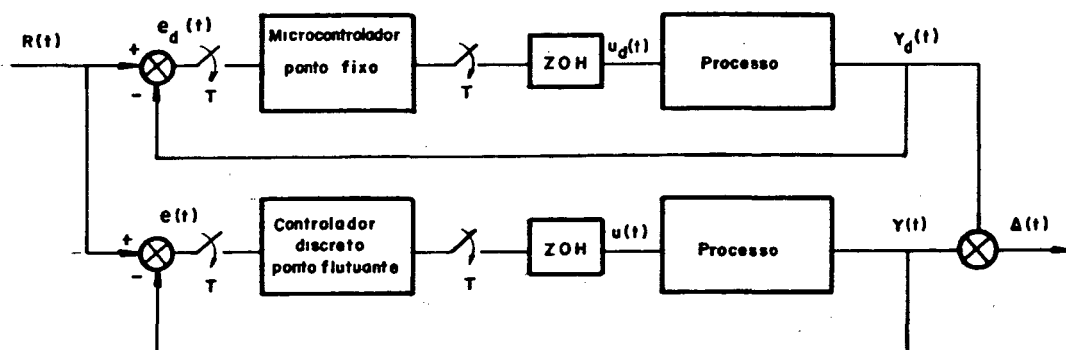 R(t)
+
-
e_d(t)
T
Microcontrolador
ponto fixo
T
ZOH
u_d(t)
Processo
Y_d(t)
+
-
e(t)
T
Controlador
discreto
ponto flutuante
T
ZOH
u(t)
Processo
Y(t)
Δ(t)